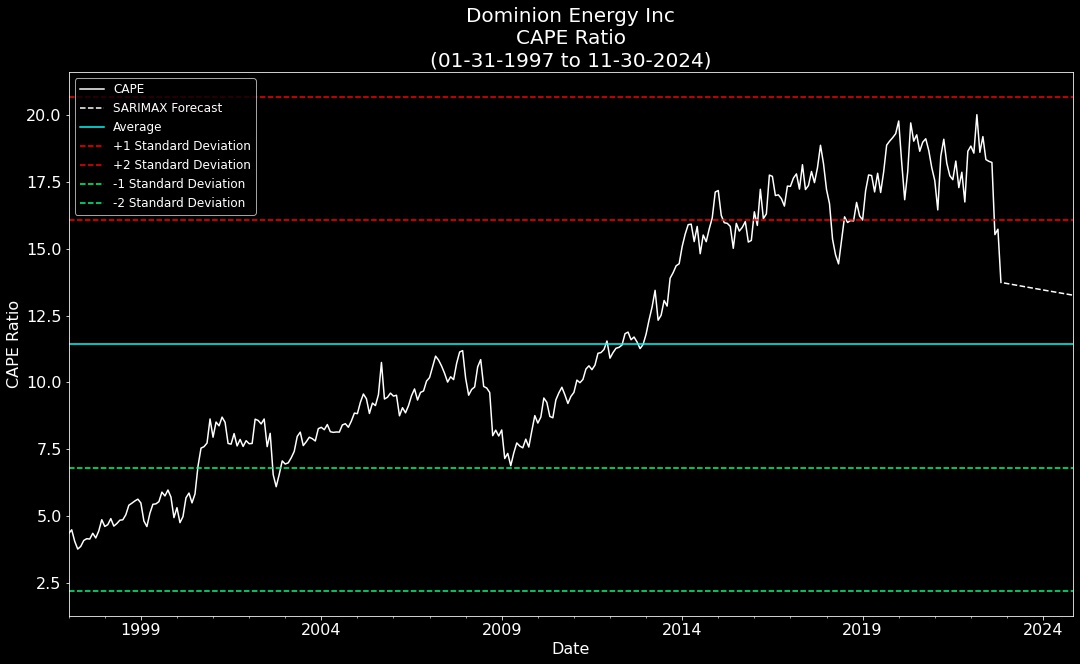 Dominion Energy Inc
CAPE Ratio
(01-31-1997 to 11-30-2024)
CAPE
SARIMAX Forecast
Average
+1 Standard Deviation
+2 Standard Deviation
-1 Standard Deviation
-2 Standard Deviation
20.0
17.5
15.0
12.5
10.0
7.5
5.0
2.5
CAPE Ratio
1999
2004
2009
2014
2019
2024
Date